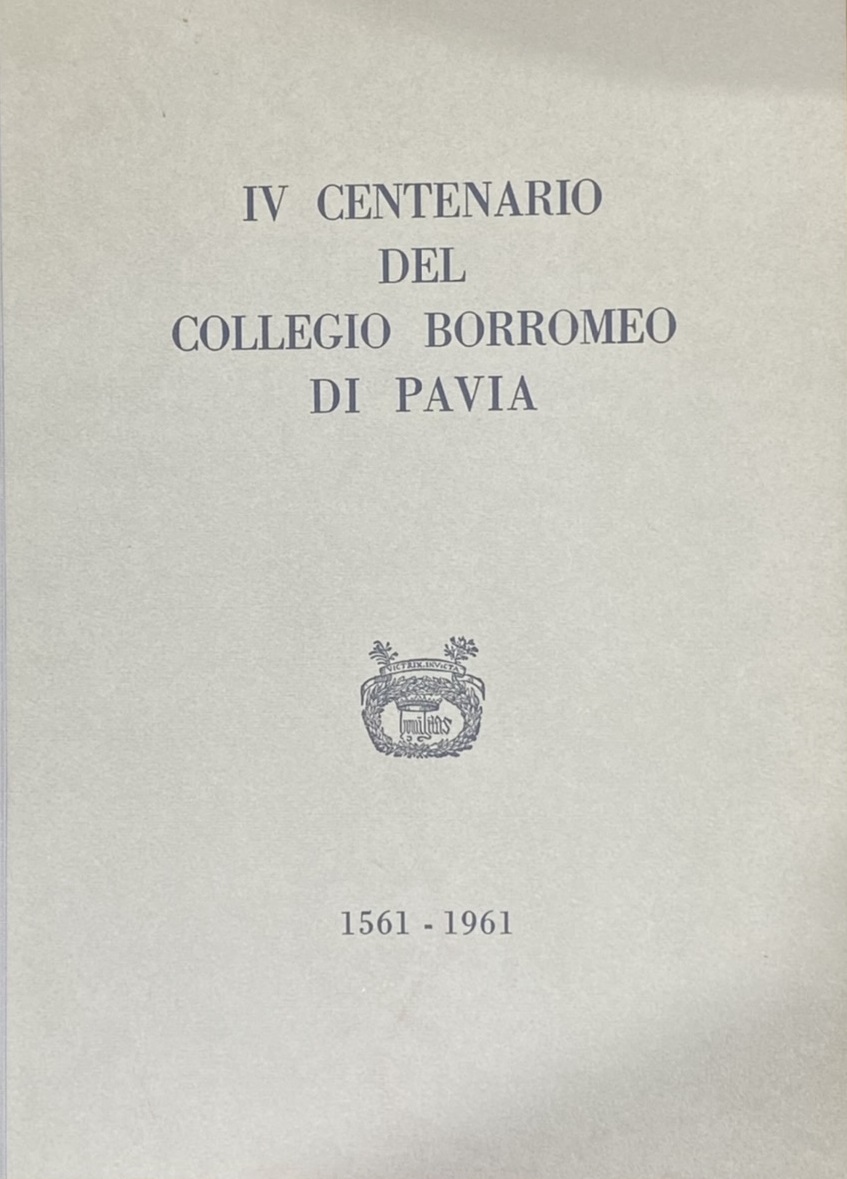 IV CENTENARIO
DEL
COLLEGIO BORROMEO
DI PAVIA
VICTRIX INVICTA
humilitas
1561 - 1961